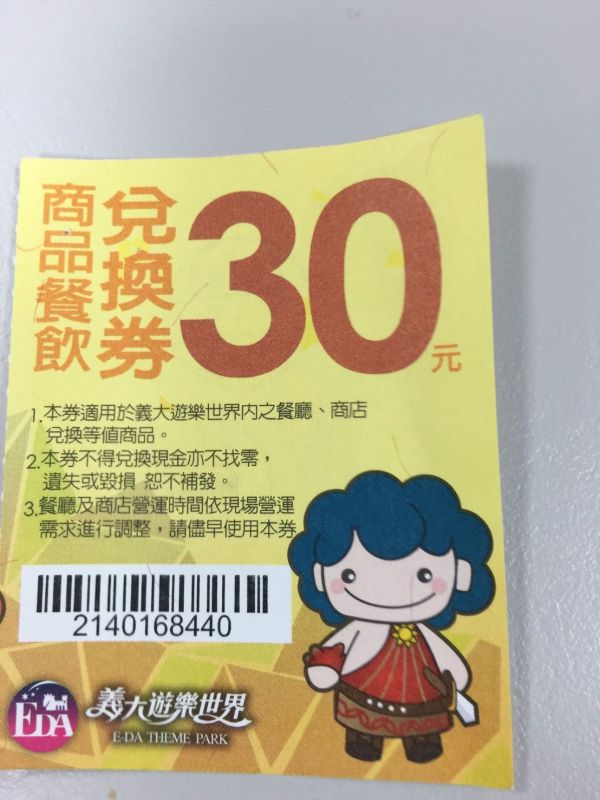 商品餐飲
兌換券
30元
1.本券適用於義大遊樂世界內之餐廳、商店
兌換等值商品。
2.本券不得兌換現金亦不找零，
遺失或毀損 恕不補發。
3.餐廳及商店營運時間依現場營運
需求進行調整，請儘早使用本券
2140168440
EDA
義大遊樂世界
E-DA THEME PARK